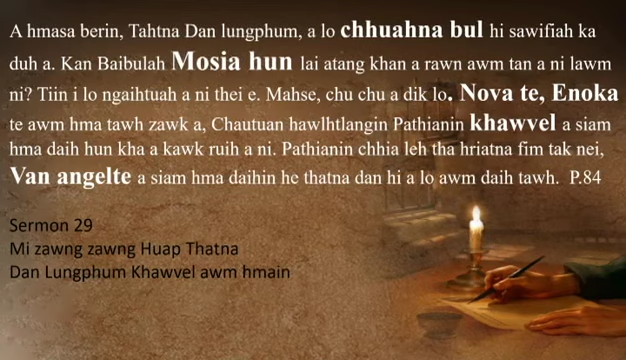 A hmasa berin, Tahtna Dan lungphum, a lo chhuahna bul hi sawifiah ka
duh a. Kan Baibulah Mosia hun lai atang khan a rawn awm tan a ni lawm
ni? Tiin i lo ngaihtuah a ni thei e. Mahse, chu chu a dik lo. Nova te, Enoka
te awm hma tawh zawk a, Chautuan hawlhtlangin Pathianin khawvel a siam
hma daih hun kha a kawk ruih a ni. Pathianin chhia leh tha hriatna fim tak nei,
Van angelte a siam hma daihin he thatna dan hi a lo awm daih tawh. P.84
Sermon 29
Mi zawng zawng Huap Thatna
Dan Lungphum Khawvel awm hmain